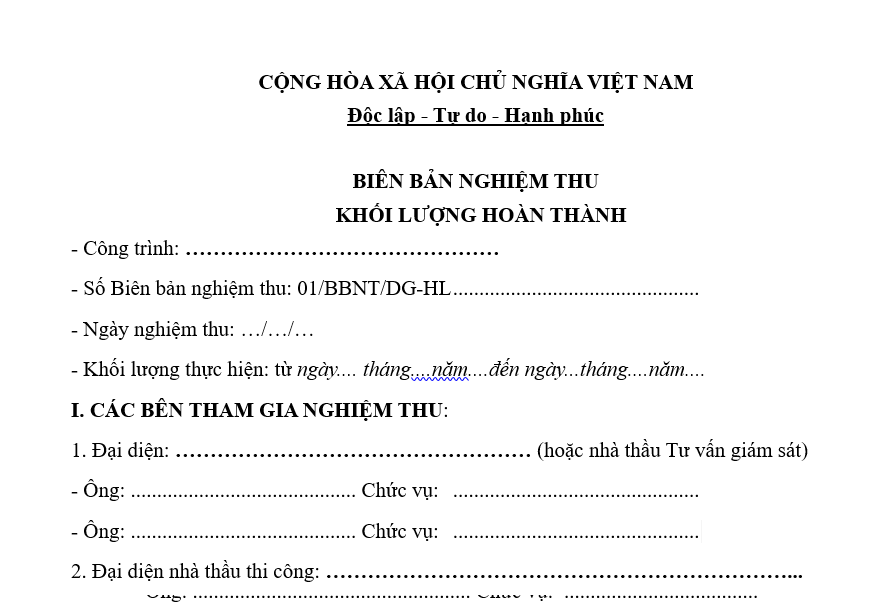 CỘNG HÒA XÃ HỘI CHỦ NGHĨA VIỆT NAM
Độc lập - Tự do - Hạnh phúc
BIÊN BẢN NGHIỆM THU
KHỐI LƯỢNG HOÀN THÀNH
- Công trình: ………………………………………
- Số Biên bản nghiệm thu: 01/BBNT/DG-HL................................................
- Ngày nghiệm thu: …/…/…
- Khối lượng thực hiện: từ ngày.... tháng....năm....đến ngày...tháng....năm....
I. CÁC BÊN THAM GIA NGHIỆM THU:
1. Đại diện: …………………………………………… (hoặc nhà thầu Tư vấn giám sát)
- Ông: ............................................ Chức vụ: ................................................
- Ông: ............................................ Chức vụ: ................................................
2. Đại diện nhà thầu thi công: …………………………………………………………...
Ông: ...................................................... Chức vụ: ......................................